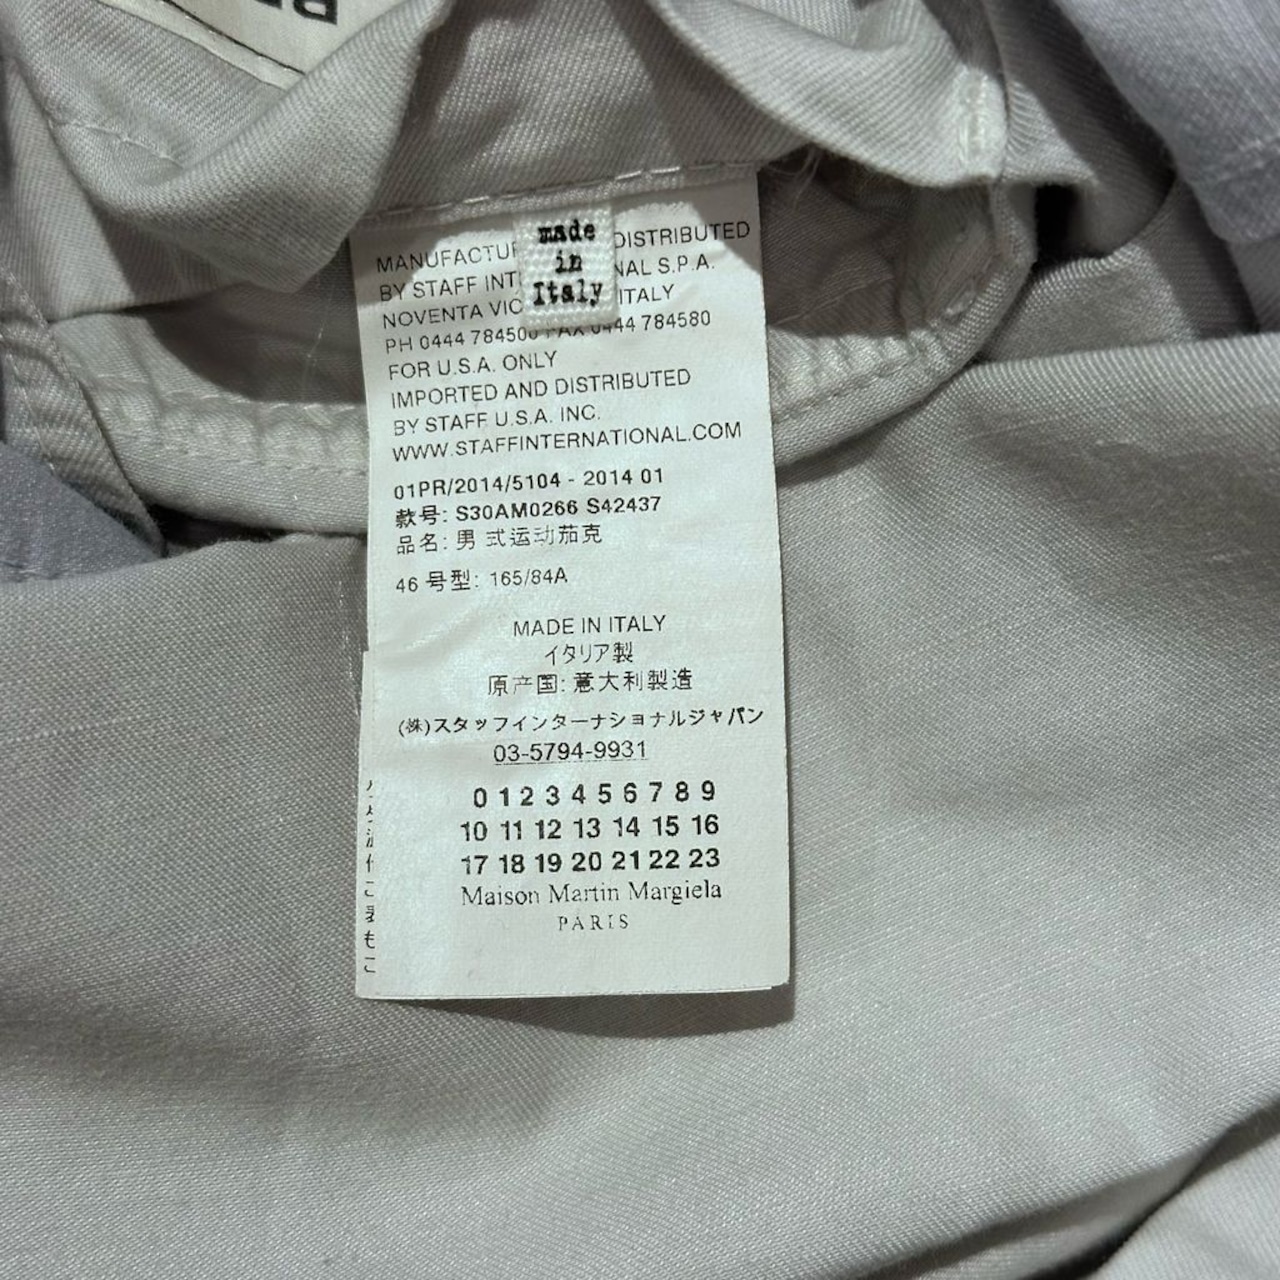 MANUFACTU DISTRIBUTED
BY STAFF INT NAL S.P.A.
NOVENTA VIC ITALY
PH 0444 784500 FAX 0444 784580
made
in
Italy
FOR U.S.A. ONLY
IMPORTED AND DISTRIBUTED
BY STAFF U.S.A. INC.
WWW.STAFFINTERNATIONAL.COM
01PR/2014/5104 - 2014 01
款号: S30AM0266 S42437
品名: 男式运动茄克
46 号型: 165/84A
MADE IN ITALY
イタリア製
原产国: 意大利製造
(株)スタッフインターナショナルジャパン
03-5794-9931
0 1 2 3 4 5 6 7 8 9
10 11 12 13 14 15 16
17 18 19 20 21 22 23
Maison Martin Margiela
PARIS